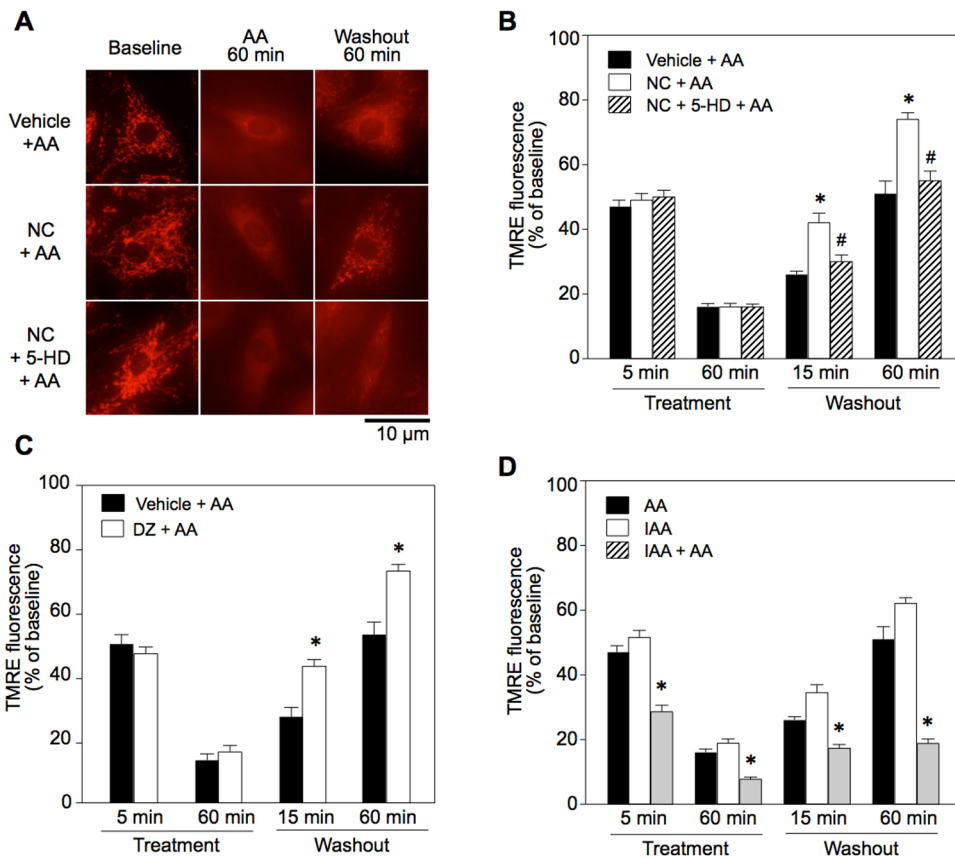 A
Baseline
AA
60 min
Washout
60 min
Vehicle
+AA
NC
+ AA
NC
+ 5-HD
+ AA
10 µm
B
100
80
60
40
20
0
TMRE fluorescence
(% of baseline)
Vehicle + AA
NC + AA
NC + 5-HD + AA
*
#
*
#
5 min
60 min
15 min
60 min
Treatment
Washout
C
100
80
60
40
20
0
TMRE fluorescence
(% of baseline)
Vehicle + AA
DZ + AA
*
*
5 min
60 min
15 min
60 min
Treatment
Washout
D
100
80
60
40
20
0
TMRE fluorescence
(% of baseline)
AA
IAA
IAA + AA
*
*
*
*
5 min
60 min
15 min
60 min
Treatment
Washout